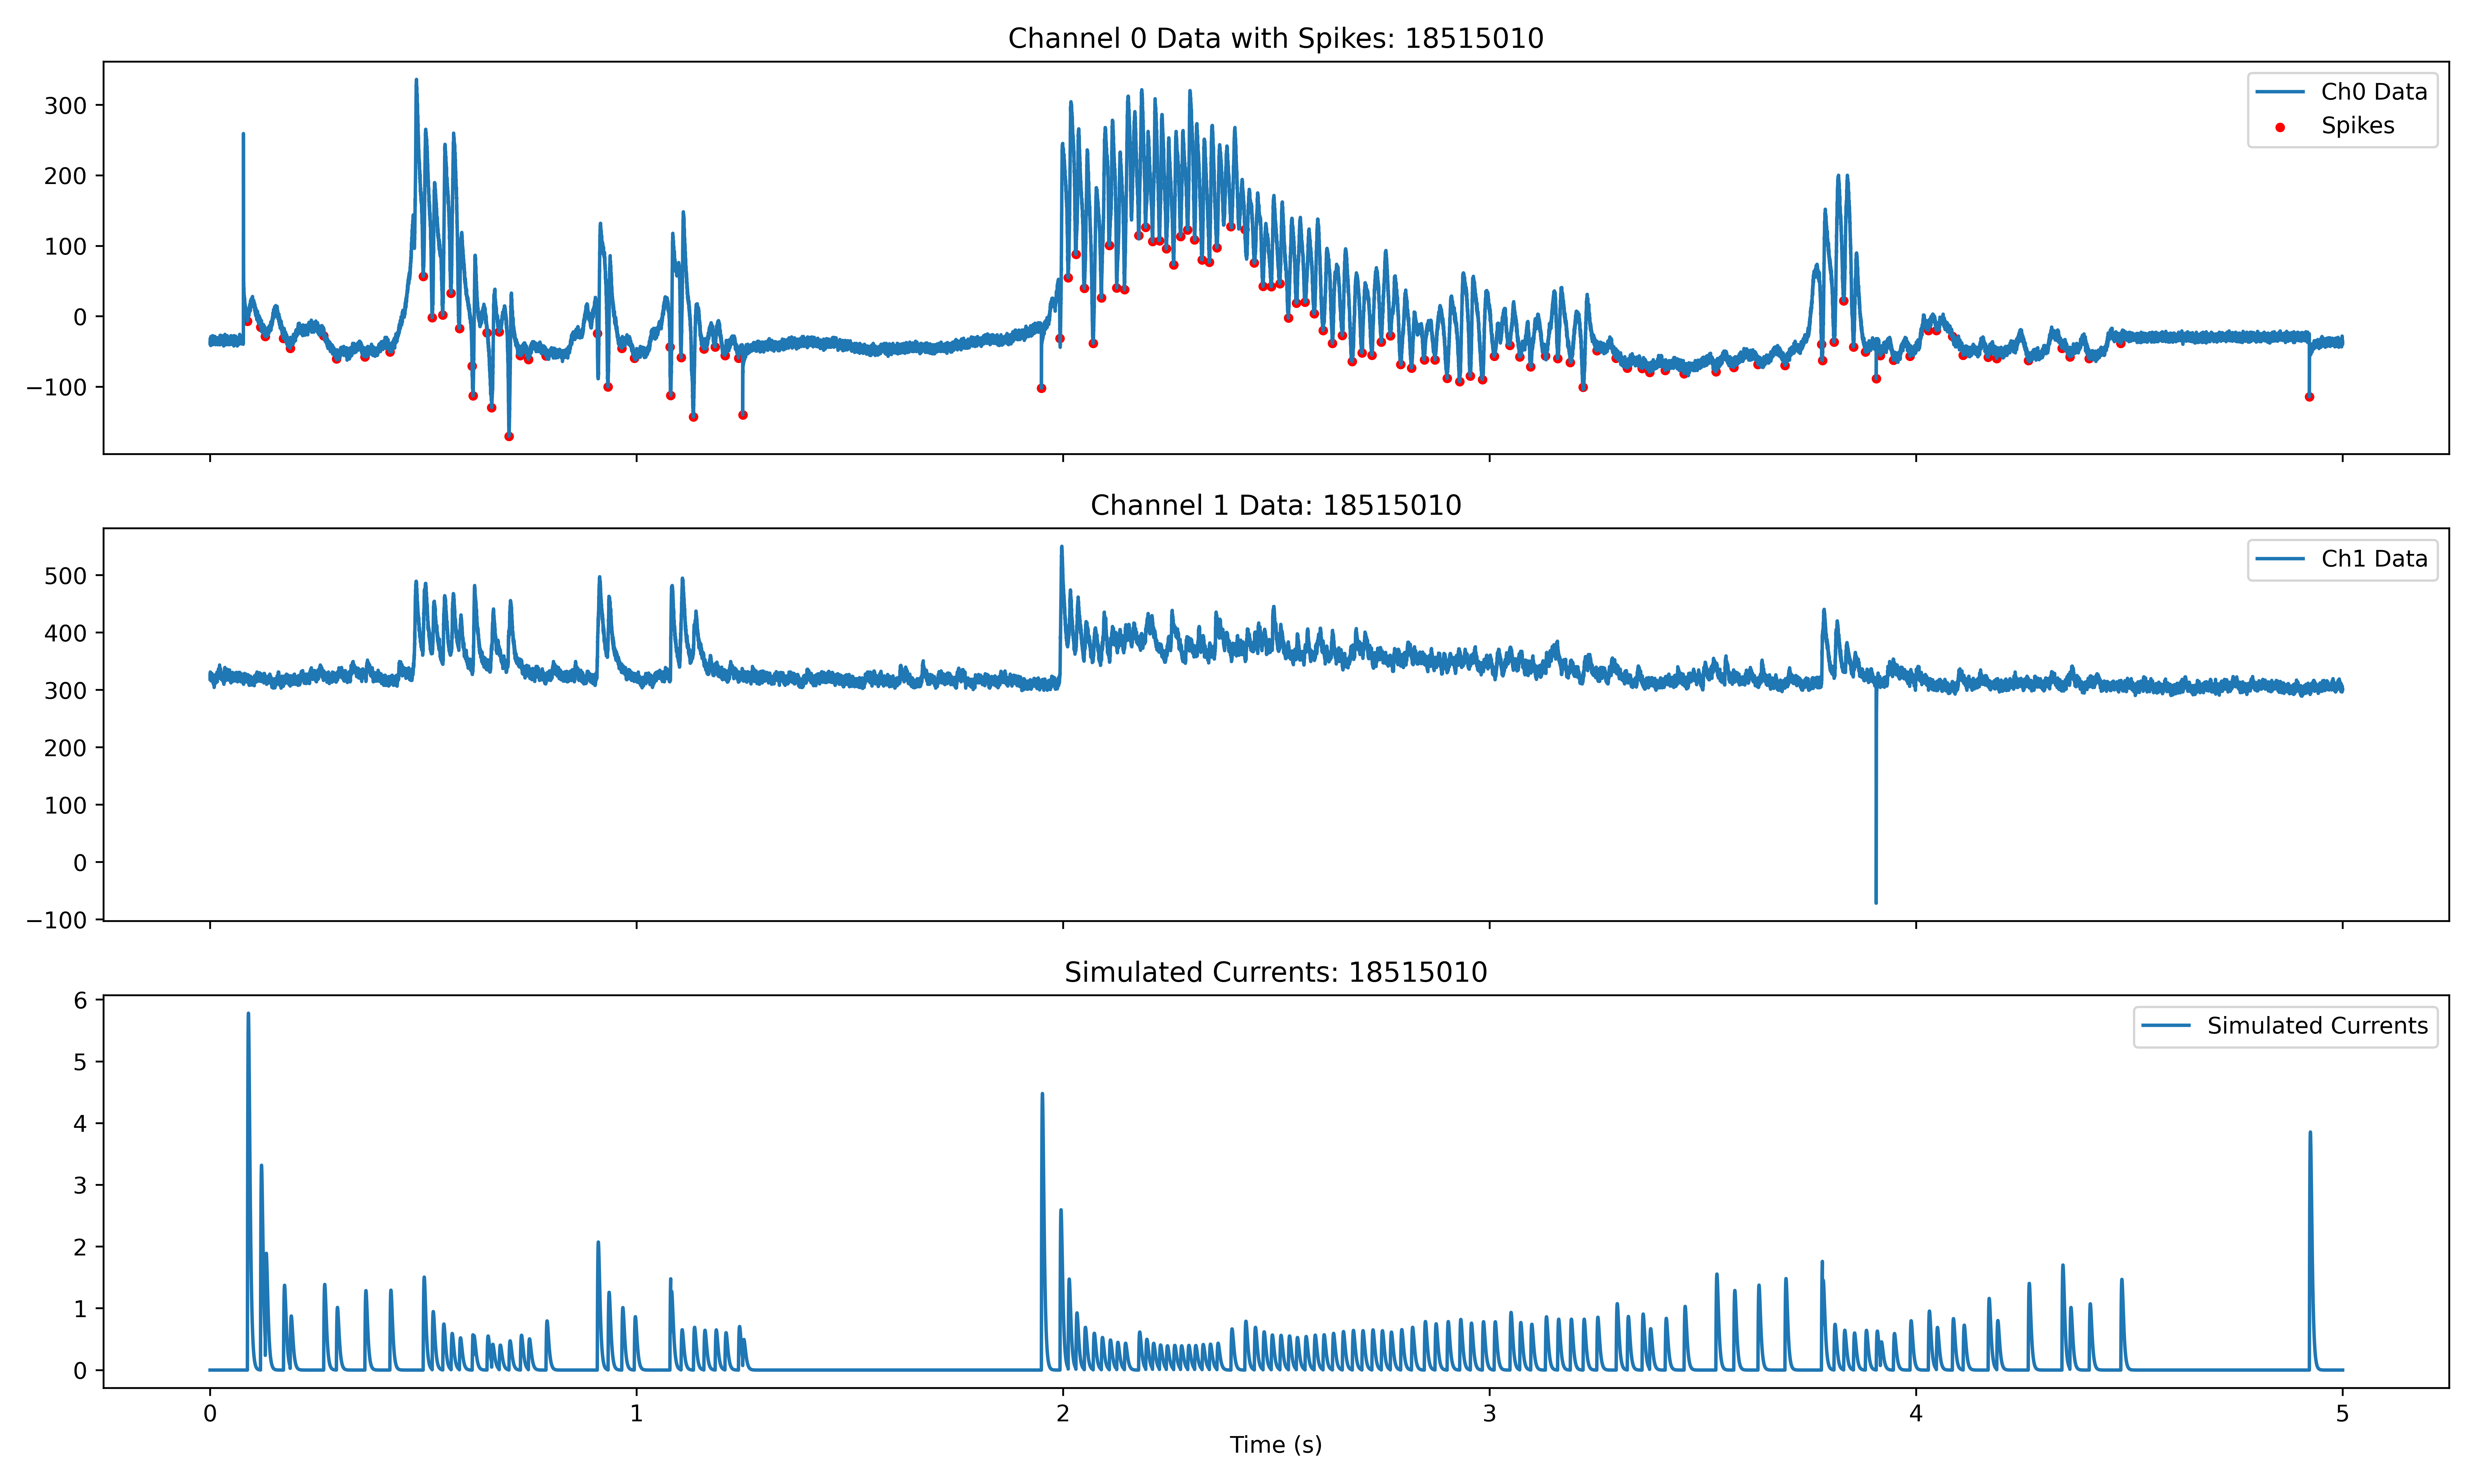 Channel 0 Data with Spikes: 18515010
300
200
100
0
−100
Ch0 Data
Spikes
Channel 1 Data: 18515010
500
400
300
200
100
0
−100
Ch1 Data
Simulated Currents: 18515010
6
5
4
3
2
1
0
Simulated Currents
0 1 2 3 4 5
Time (s)